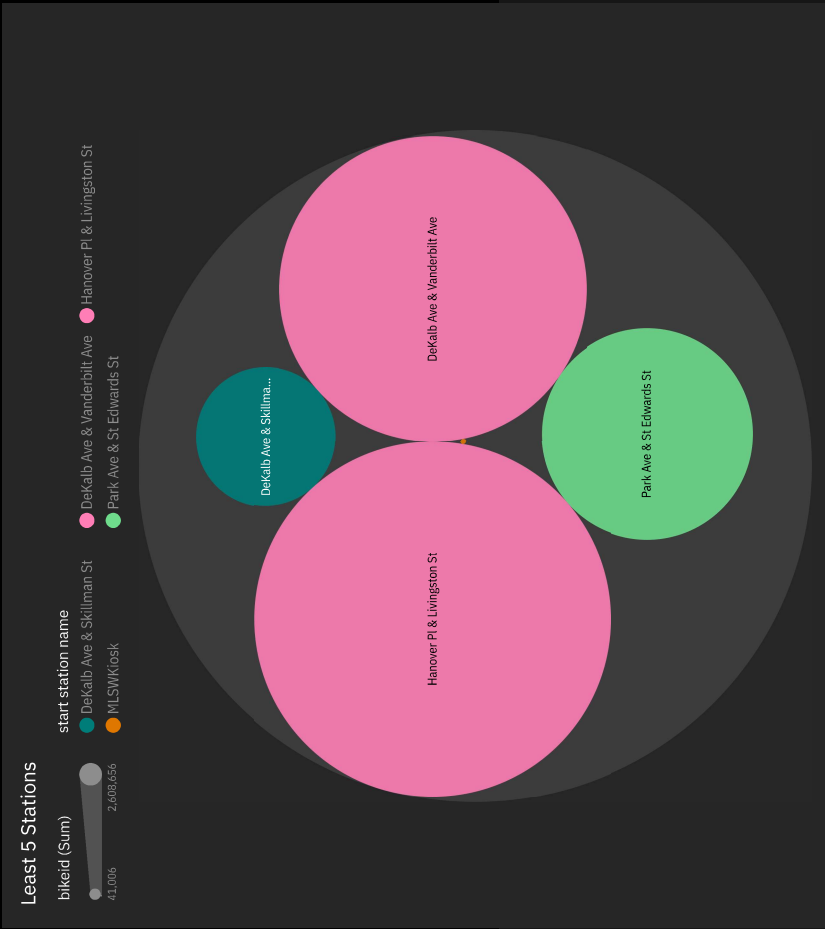 Least 5 Stations
bikeid (Sum)
41,006
2,608,656
start station name
DeKalb Ave & Skillman St
DeKalb Ave & Vanderbilt Ave
Hanover Pl & Livingston St
MLSWKiosk
Park Ave & St Edwards St
DeKalb Ave & Skillma...
Hanover Pl & Livingston St
DeKalb Ave & Vanderbilt Ave
Park Ave & St Edwards St